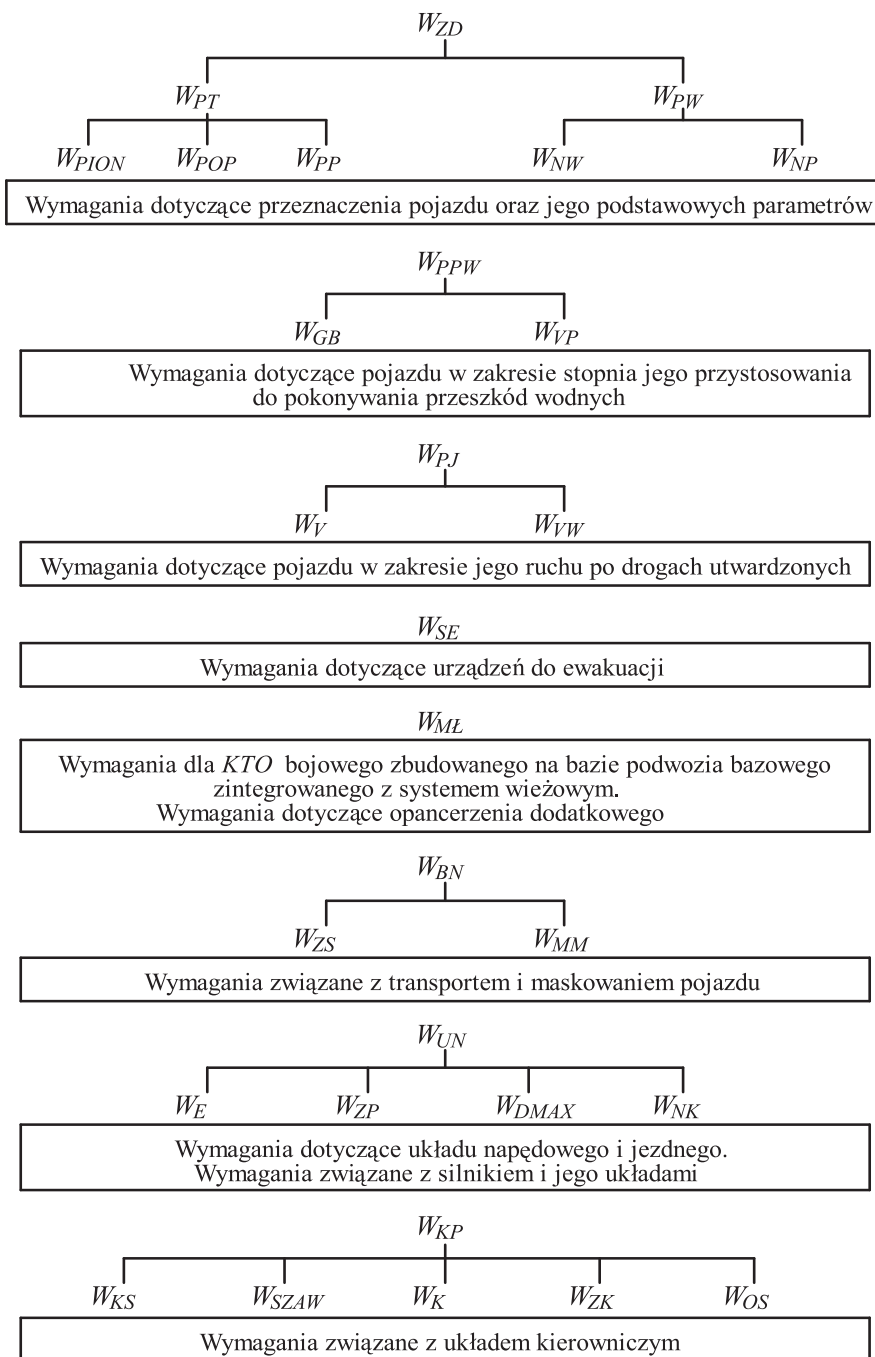 W_ZD
W_PT W_PW
W_PION W_POP W_PP W_NW W_NP
Wymagania dotyczące przeznaczenia pojazdu oraz jego podstawowych parametrów
W_PPW
W_GB W_VP
Wymagania dotyczące pojazdu w zakresie stopnia jego przystosowania
do pokonywania przeszkód wodnych
W_PJ
W_V W_VW
Wymagania dotyczące pojazdu w zakresie jego ruchu po drogach utwardzonych
W_SE
Wymagania dotyczące urządzeń do ewakuacji
W_MŁ
Wymagania dla KTO bojowego zbudowanego na bazie podwozia bazowego
zintegrowanego z systemem wieżowym.
Wymagania dotyczące opancerzenia dodatkowego
W_BN
W_ZS W_MM
Wymagania związane z transportem i maskowaniem pojazdu
W_UN
W_E W_ZP W_DMAX W_NK
Wymagania dotyczące układu napędowego i jezdnego.
Wymagania związane z silnikiem i jego układami
W_KP
W_KS W_SZAW W_K W_ZK W_OS
Wymagania związane z układem kierowniczym